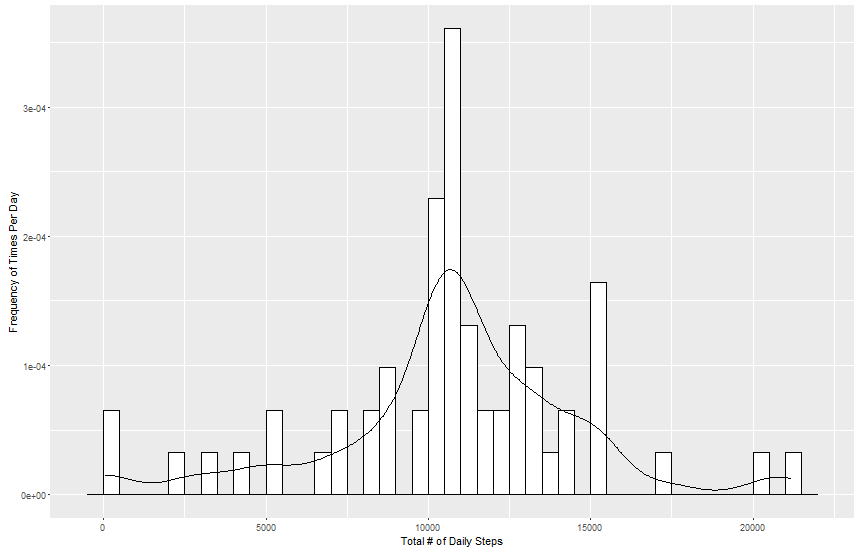 Frequency of Times Per Day
3e-04
2e-04
1e-04
0e+00
0 5000 10000 15000 20000
Total # of Daily Steps